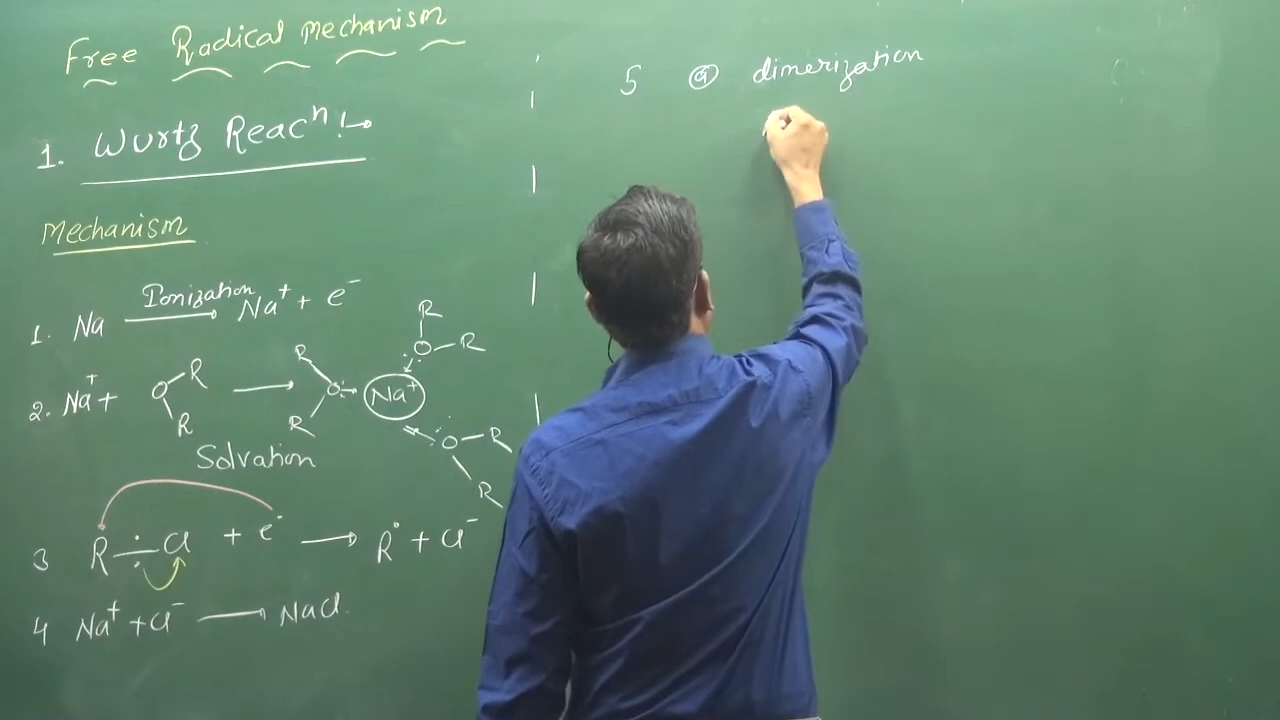 Free Radical mechanism
1. Wurtz Reacⁿ :→
Mechanism
1. Na Ionization → Na⁺ + e⁻
2. Na⁺ + O R R → R R O: → Na⁺ :O R R :O R R
Solvation
3 R ∸ Cl + e⁻ → R• + Cl⁻
4 Na⁺ + Cl⁻ → NaCl
5 ⓐ dimerization